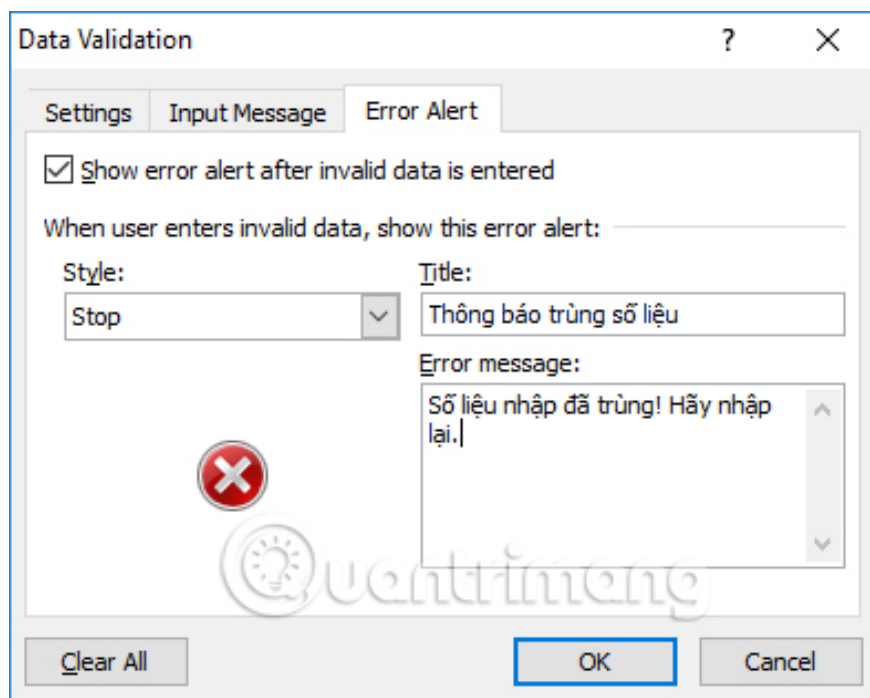 Data Validation
Settings Input Message Error Alert
Show error alert after invalid data is entered
When user enters invalid data, show this error alert:
Style: Title:
Stop Thông báo trùng số liệu
Error message:
Số liệu nhập đã trùng! Hãy nhập
lại.
Quantrimang
Clear All OK Cancel